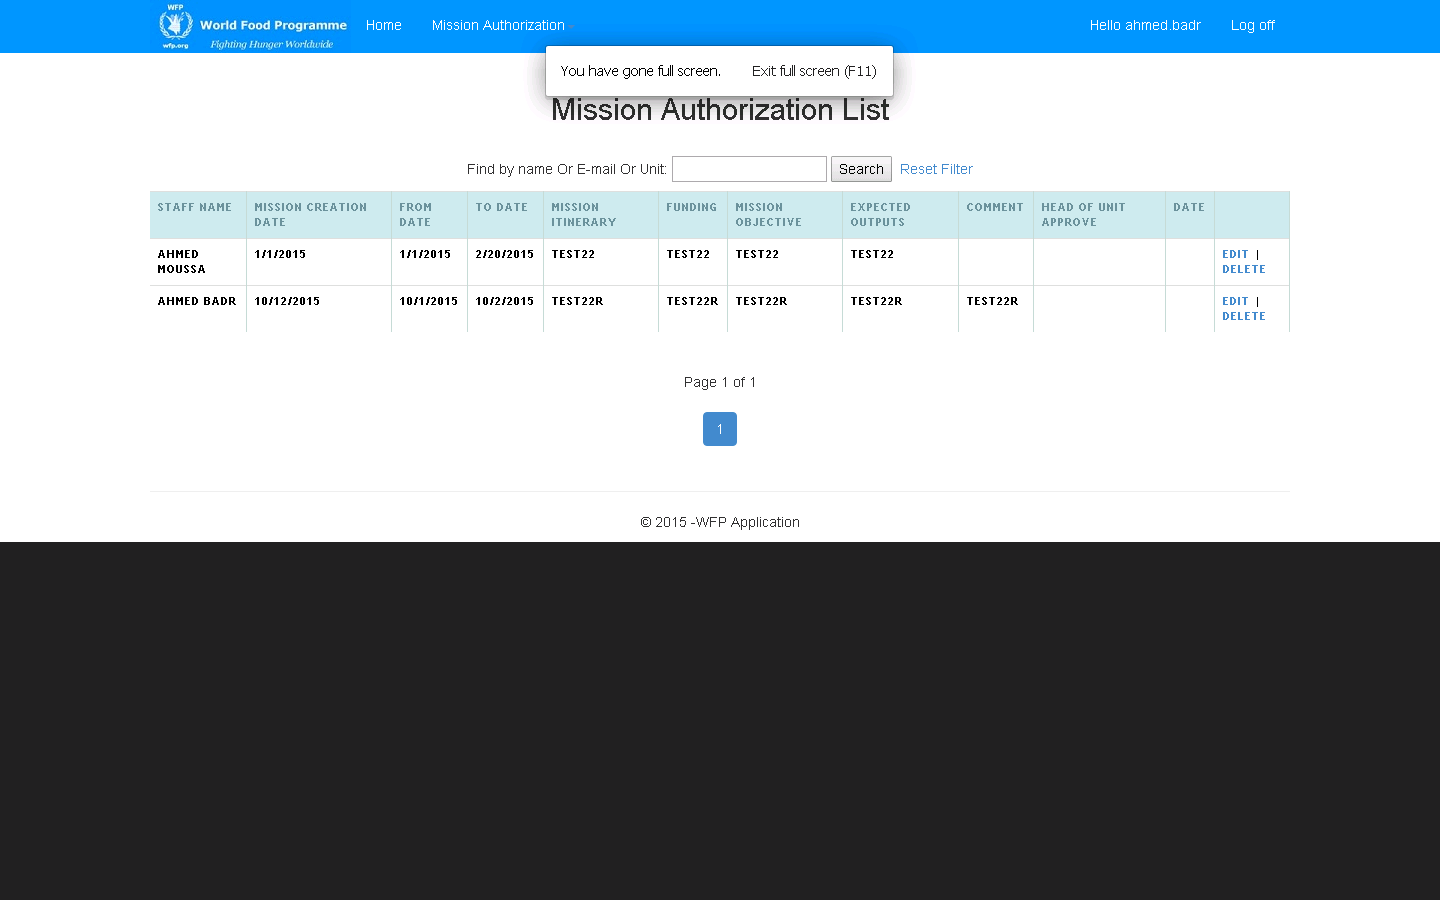 WFP
World Food Programme
wfp.org
Fighting Hunger Worldwide
Home
Mission Authorization
Hello ahmed.badr
Log off
You have gone full screen. Exit full screen (F11)
Mission Authorization List
Find by name Or E-mail Or Unit: Search Reset Filter
STAFF NAME
MISSION CREATION DATE
FROM DATE
TO DATE
MISSION ITINERARY
FUNDING
MISSION OBJECTIVE
EXPECTED OUTPUTS
COMMENT
HEAD OF UNIT APPROVE
DATE
AHMED MOUSSA
1/1/2015
1/1/2015
2/20/2015
TEST22
TEST22
TEST22
TEST22
EDIT |
DELETE
AHMED BADR
10/12/2015
10/1/2015
10/2/2015
TEST22R
TEST22R
TEST22R
TEST22R
TEST22R
EDIT |
DELETE
Page 1 of 1
1
© 2015 -WFP Application